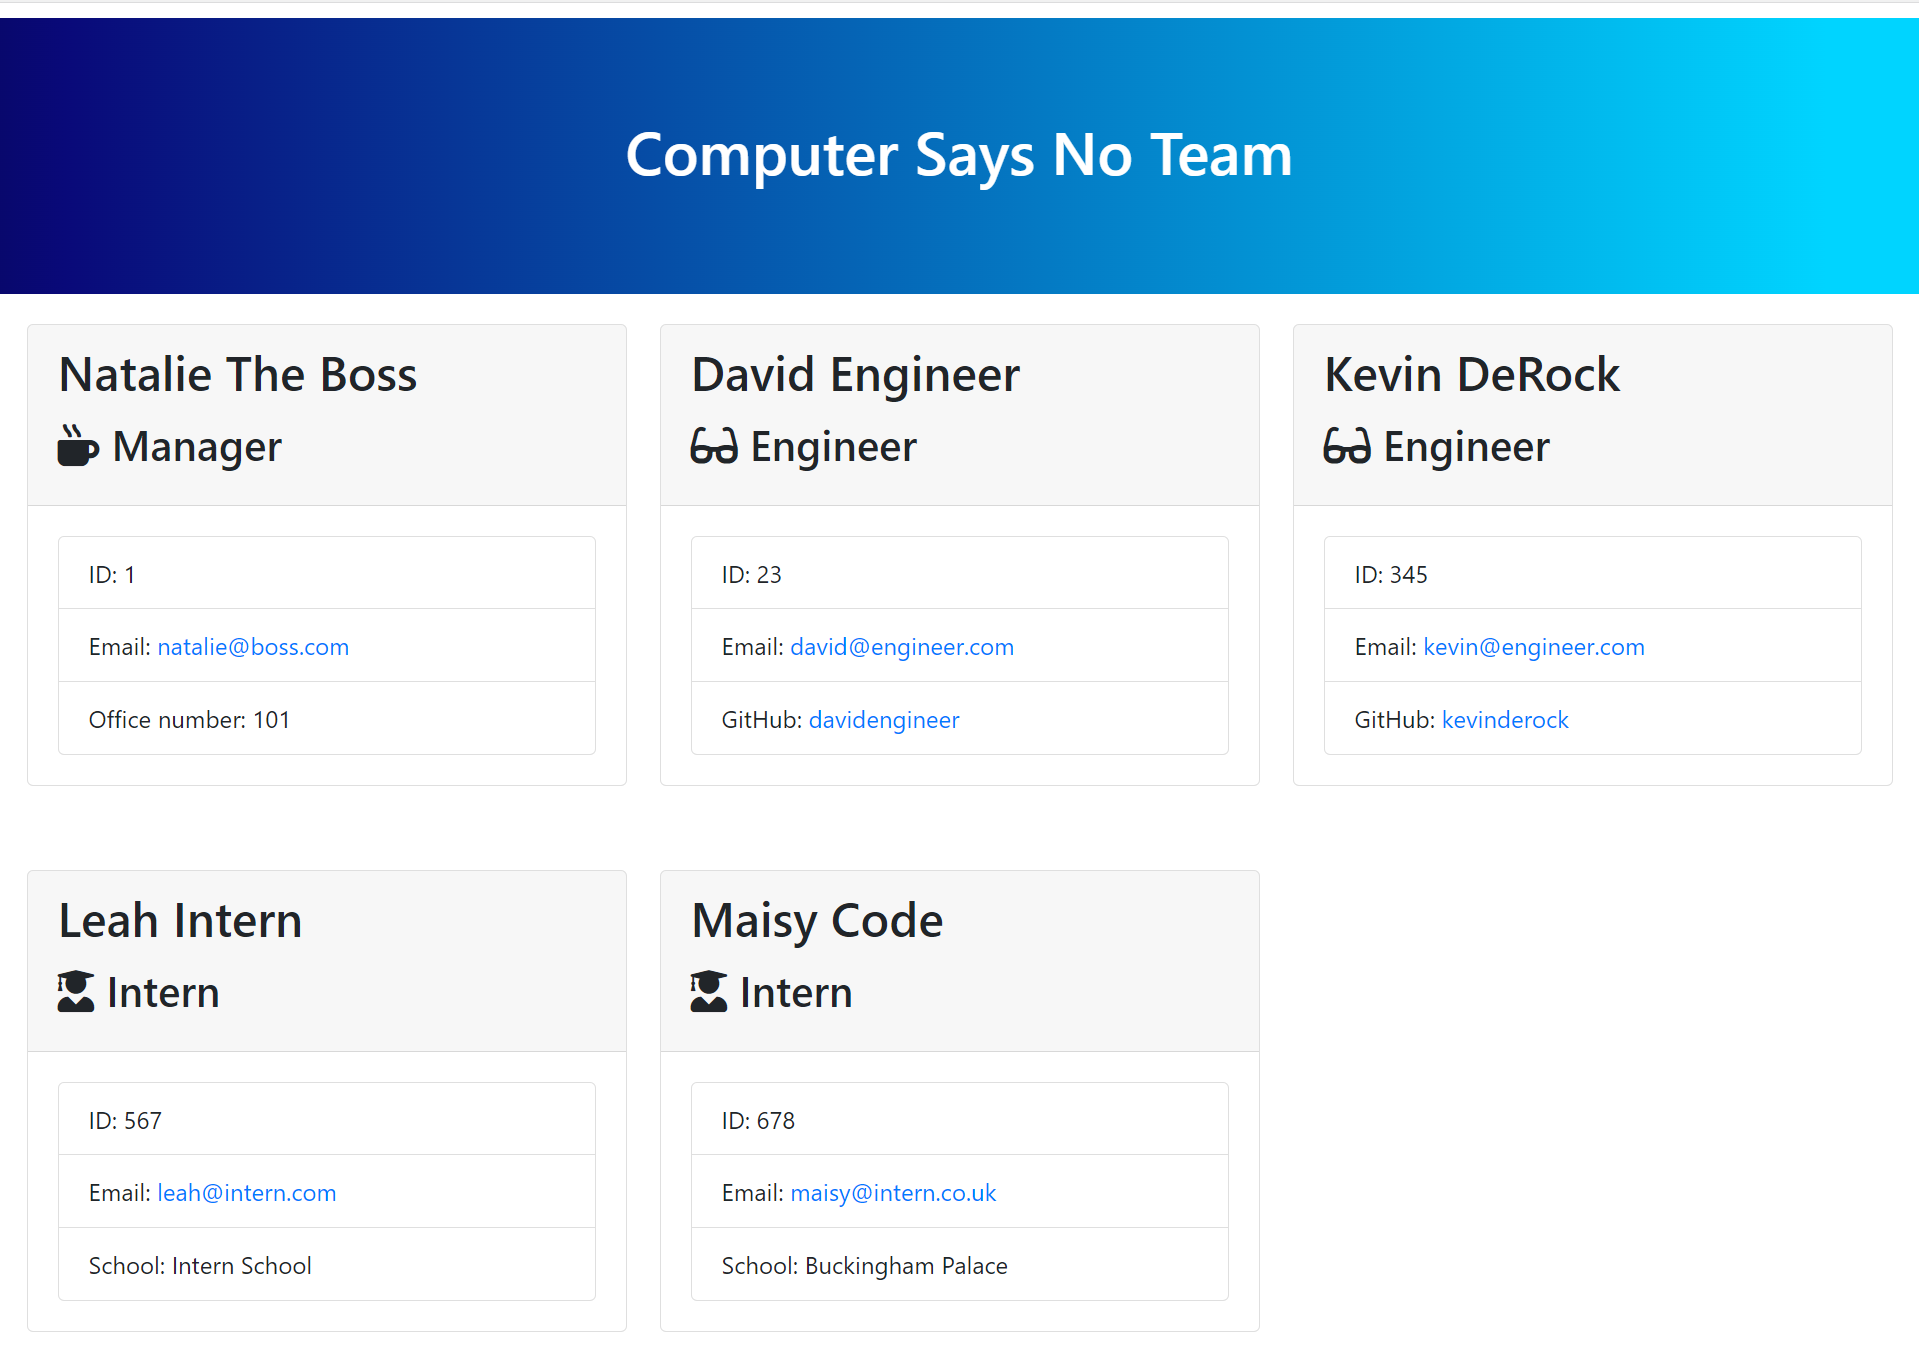 Computer Says No Team
Natalie The Boss
Manager
ID: 1
Email: natalie@boss.com
Office number: 101
David Engineer
Engineer
ID: 23
Email: david@engineer.com
GitHub: davidengineer
Kevin DeRock
Engineer
ID: 345
Email: kevin@engineer.com
GitHub: kevinderock
Leah Intern
Intern
ID: 567
Email: leah@intern.com
School: Intern School
Maisy Code
Intern
ID: 678
Email: maisy@intern.co.uk
School: Buckingham Palace